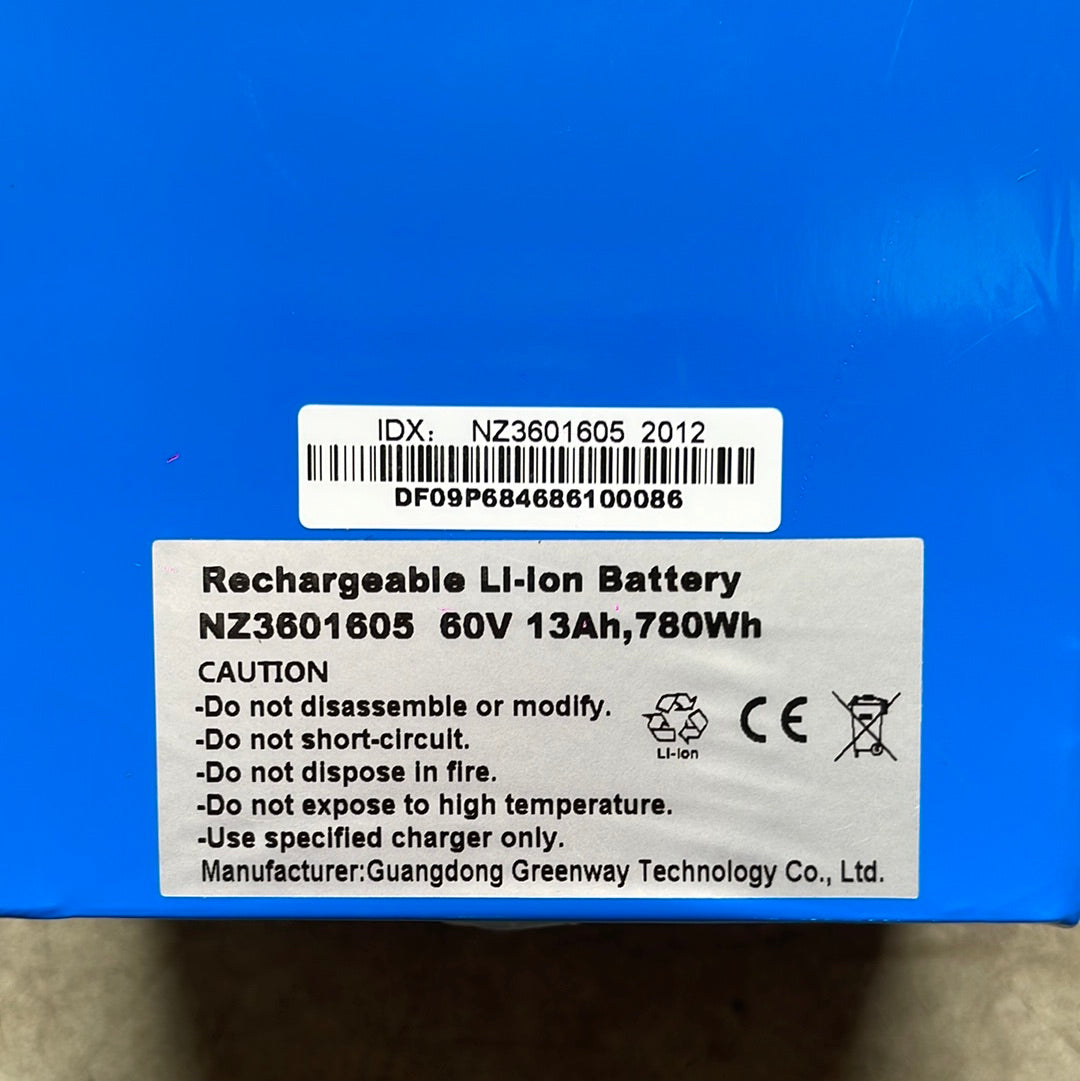 IDX: NZ3601605 2012
DF09P684686100086
Rechargeable LI-Ion Battery
NZ3601605 60V 13Ah,780Wh
CAUTION
-Do not disassemble or modify.
-Do not short-circuit.
-Do not dispose in fire.
-Do not expose to high temperature.
-Use specified charger only.
LI-Ion
CE
Manufacturer:Guangdong Greenway Technology Co., Ltd.